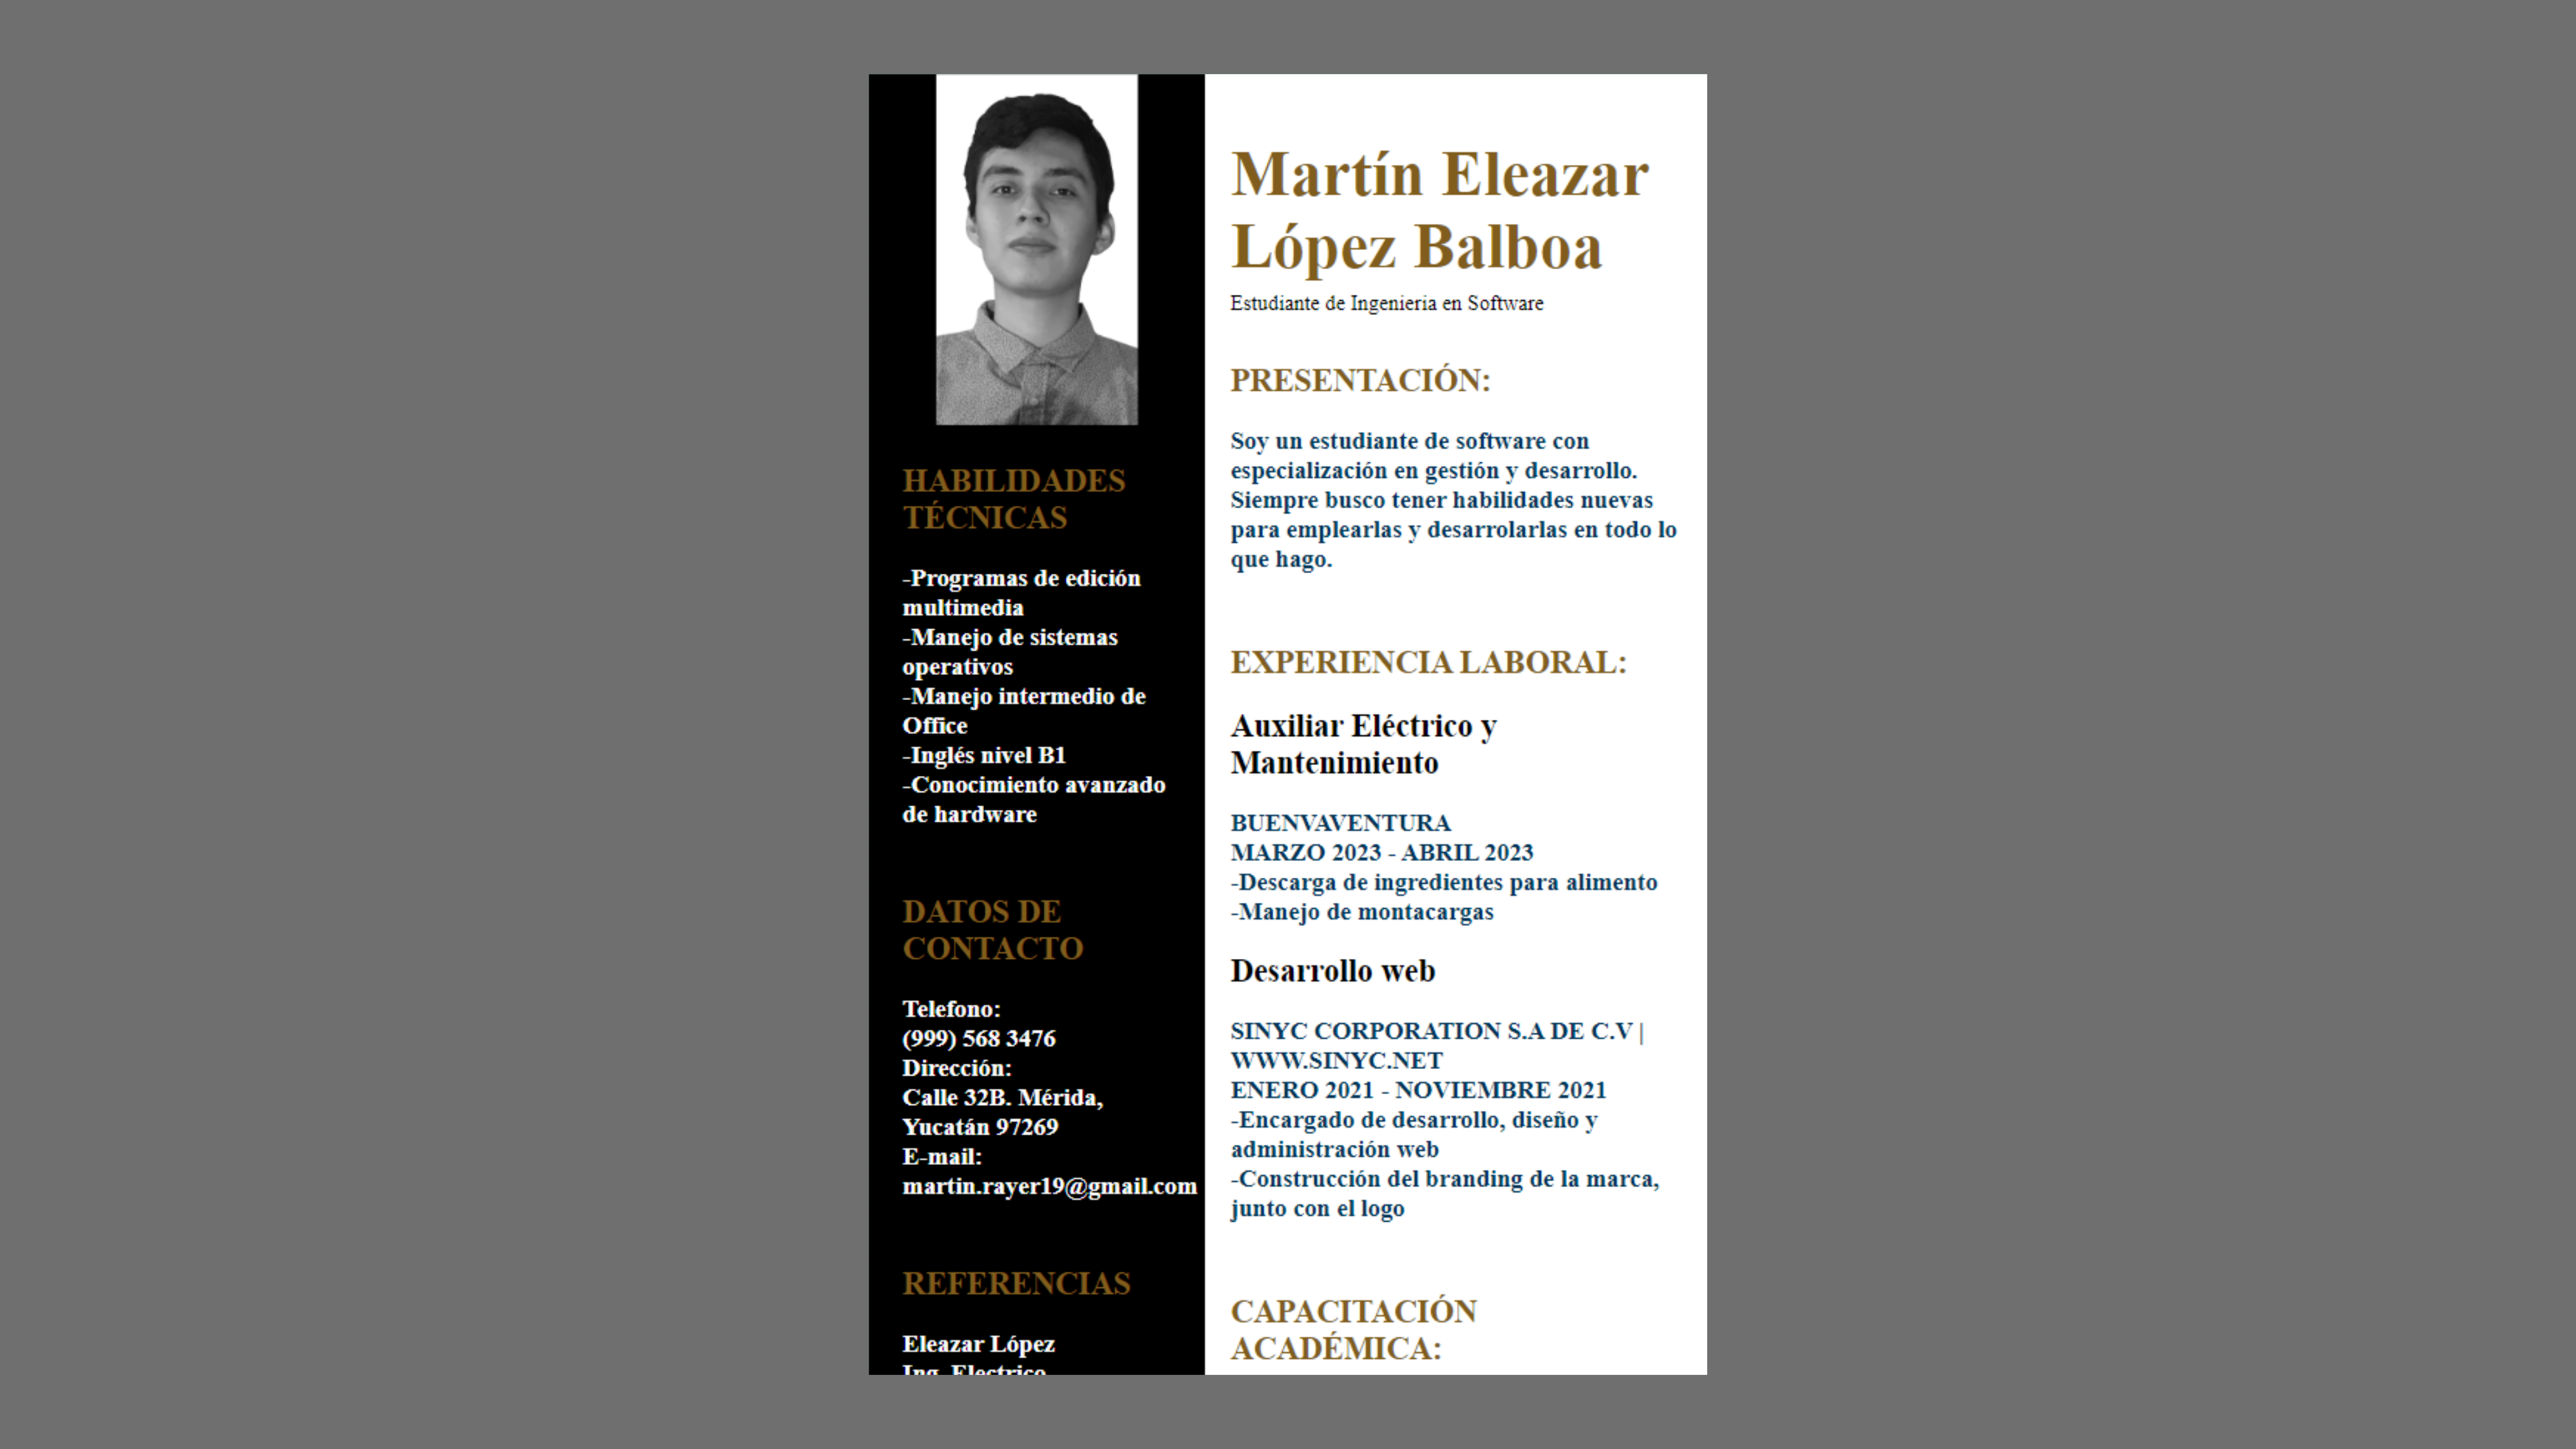 HABILIDADES
TÉCNICAS
-Programas de edición
multimedia
-Manejo de sistemas
operativos
-Manejo intermedio de
Office
-Inglés nivel B1
-Conocimiento avanzado
de hardware
DATOS DE
CONTACTO
Telefono:
(999) 568 3476
Dirección:
Calle 32B. Mérida,
Yucatán 97269
E-mail:
martin.rayer19@gmail.com
REFERENCIAS
Eleazar López
Ing. Electrico
Martín Eleazar
López Balboa
Estudiante de Ingenieria en Software
PRESENTACIÓN:
Soy un estudiante de software con
especialización en gestión y desarrollo.
Siempre busco tener habilidades nuevas
para emplearlas y desarrolarlas en todo lo
que hago.
EXPERIENCIA LABORAL:
Auxiliar Eléctrico y
Mantenimiento
BUENVAVENTURA
MARZO 2023 - ABRIL 2023
-Descarga de ingredientes para alimento
-Manejo de montacargas
Desarrollo web
SINYC CORPORATION S.A DE C.V |
WWW.SINYC.NET
ENERO 2021 - NOVIEMBRE 2021
-Encargado de desarrollo, diseño y
administración web
-Construcción del branding de la marca,
junto con el logo
CAPACITACIÓN
ACADÉMICA: